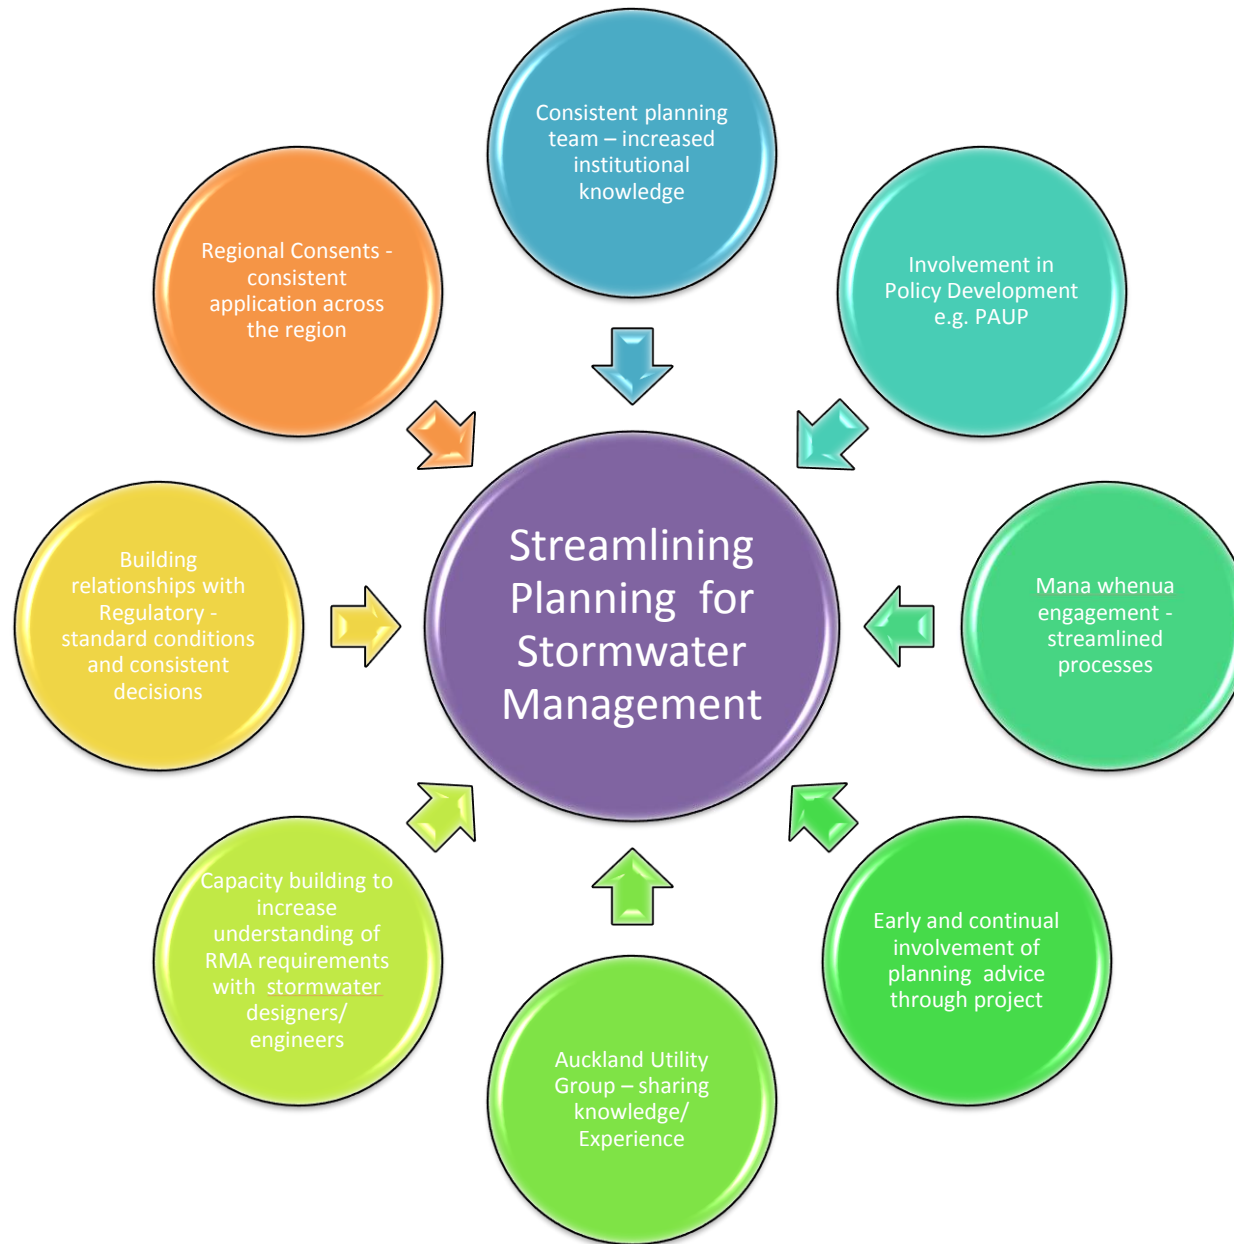 Consistent planning
team – increased
institutional
knowledge
Involvement in
Policy Development
e.g. PAUP
Mana whenua
engagement -
streamlined
processes
Early and continual
involvement of
planning advice
through project
Auckland Utility
Group – sharing
knowledge/
Experience
Capacity building to
increase
understanding of
RMA requirements
with stormwater
designers/
engineers
Building
relationships with
Regulatory -
standard conditions
and consistent
decisions
Regional Consents -
consistent
application across
the region
Streamlining
Planning for
Stormwater
Management